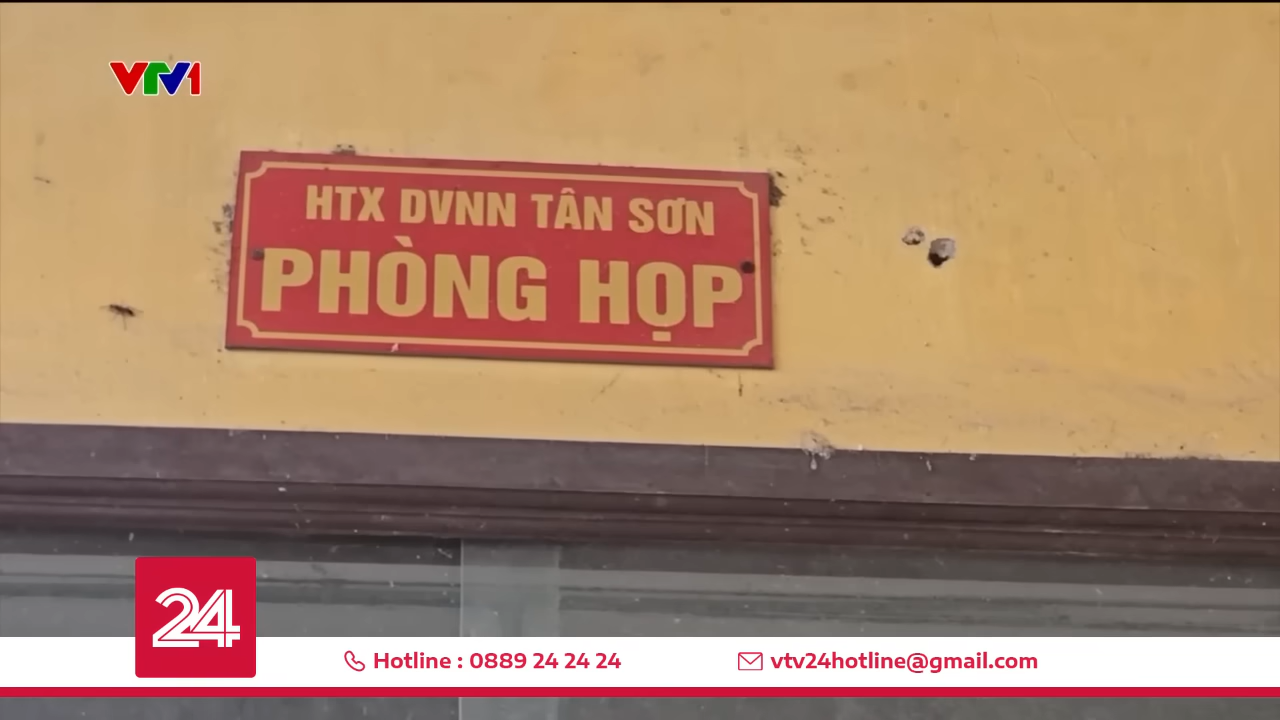 VTV1
HTX DVNN TÂN SƠN
PHÒNG HỌP
24
Hotline : 0889 24 24 24
vtv24hotline@gmail.com